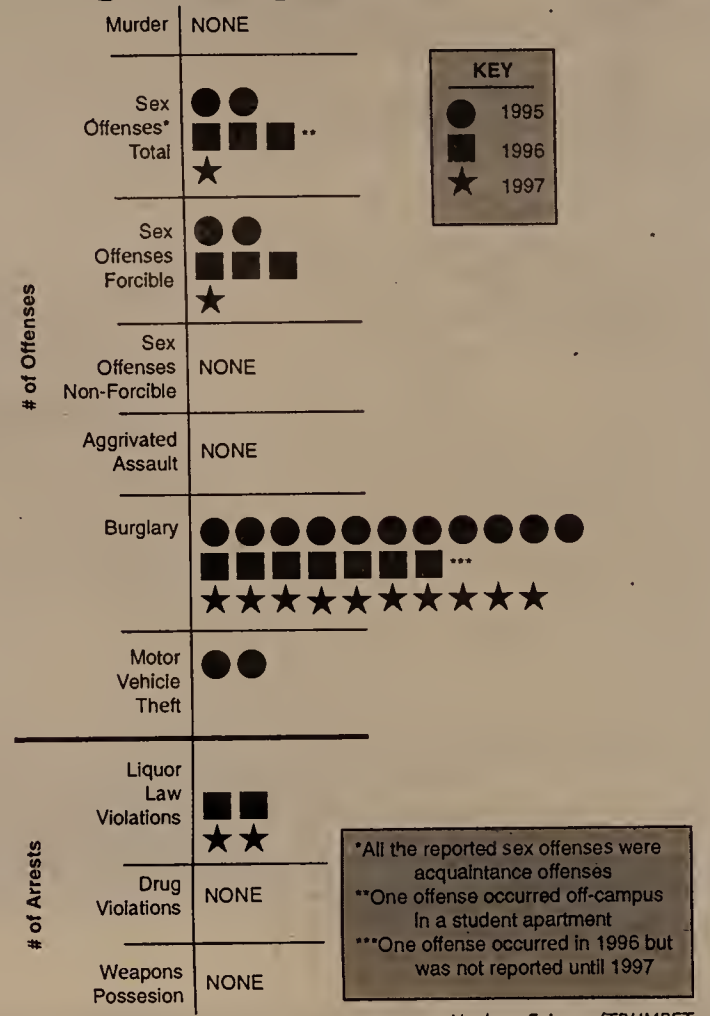 Murder NONE
KEY
1995
1996
1997
Sex
Offenses*
Total
**
Sex
Offenses
Forcible
# of Offenses
Sex
Offenses
Non-Forcible
NONE
Aggrivated
Assault
NONE
Burglary
***
Motor
Vehicle
Theft
Liquor
Law
Violations
# of Arrests
Drug
Violations
NONE
Weapons
Possesion
NONE
*All the reported sex offenses were
acquaintance offenses
**One offense occurred off-campus
in a student apartment
***One offense occurred in 1996 but
was not reported until 1997
/TRUMPET